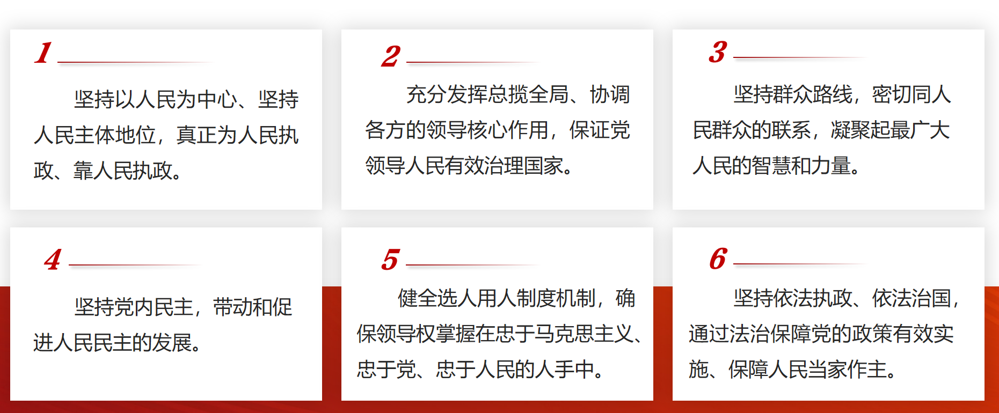 1
坚持以人民为中心、坚持
人民主体地位，真正为人民执
政、靠人民执政。
2
充分发挥总揽全局、协调
各方的领导核心作用，保证党
领导人民有效治理国家。
3
坚持群众路线，密切同人
民群众的联系，凝聚起最广大
人民的智慧和力量。
4
坚持党内民主，带动和促
进人民民主的发展。
5
健全选人用人制度机制，确
保领导权掌握在忠于马克思主义、
忠于党、忠于人民的人手中。
6
坚持依法执政、依法治国，
通过法治保障党的政策有效实
施、保障人民当家作主。